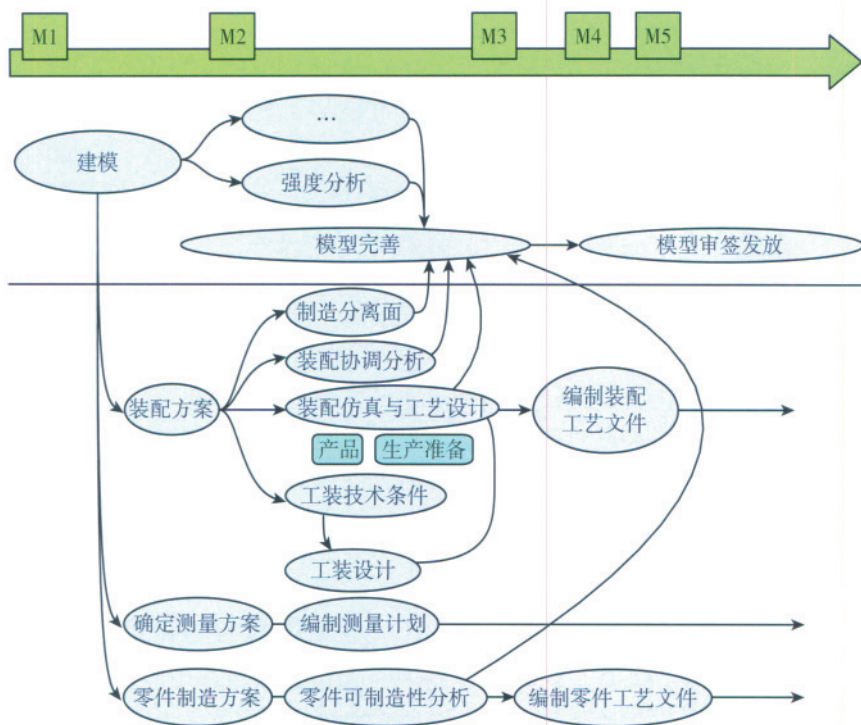 M1
M2
M3
M4
M5
…
建模
强度分析
模型完善
模型审签发放
制造分离面
装配协调分析
装配方案
装配仿真与工艺设计
编制装配
工艺文件
产品
生产准备
工装技术条件
工装设计
确定测量方案
编制测量计划
零件制造方案
零件可制造性分析
编制零件工艺文件